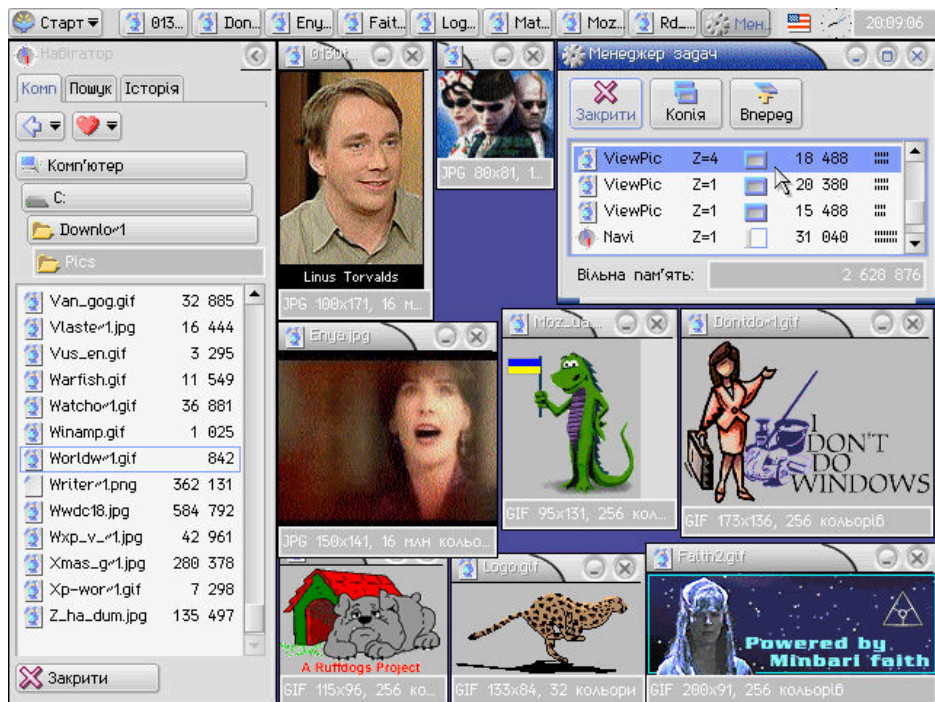 Старт
013…
Don…
Eny…
Fait…
Log…
Mat…
Moz…
Rd_…
Мен…
20:09:06
Набігатор
Комп
Пошук
Історія
Комп'ютер
C:
Downlo~1
Pics
Van_gog.gif 32 885
Vlaste~1.jpg 16 444
Vus_en.gif 3 295
Warfish.gif 11 549
Watcho~1.gif 36 881
Winamp.gif 1 025
Worldw~1.gif 842
Writer~1.png 362 131
Wwdc18.jpg 584 792
Wxp_v_~1.jpg 42 961
Xmas_g~1.jpg 280 378
Xp-wor~1.gif 7 298
Z_ha_dum.jpg 135 497
Закрити
Linus Torvalds
JPG 100x171, 16 м…
JPG 80x81, 1…
Менеджер задач
Закрити
Копія
Вперед
ViewPic Z=4 18 488
ViewPic Z=1 20 380
ViewPic Z=1 15 488
Navi Z=1 31 040
Вільна пам'ять: 2 628 876
Enya.jpg
JPG 150x141, 16 млн кольо…
Moz_ua…
GIF 95x131, 256 кол…
Dontdo~1.gif
I
DON'T
DO
WINDOWS
GIF 173x136, 256 кольорів
A Ruffdogs Project
GIF 115x96, 256 ко…
Logo.gif
GIF 133x84, 32 кольори
Faith2.gif
Powered by
Minbari faith
GIF 200x91, 256 кольорів